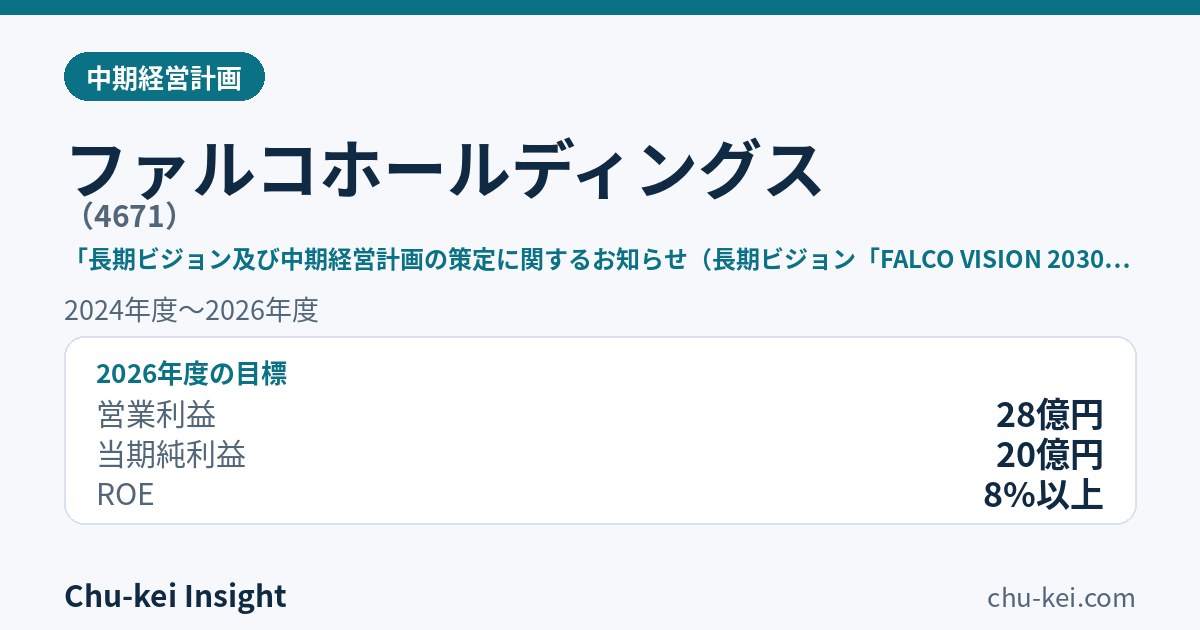 中期経営計画
ファルコホールディングス
（4671）
「長期ビジョン及び中期経営計画の策定に関するお知らせ（長期ビジョン「FALCO VISION 2030…
2024年度～2026年度
2026年度の目標
営業利益 28億円
当期純利益 20億円
ROE 8%以上
Chu-kei Insight chu-kei.com